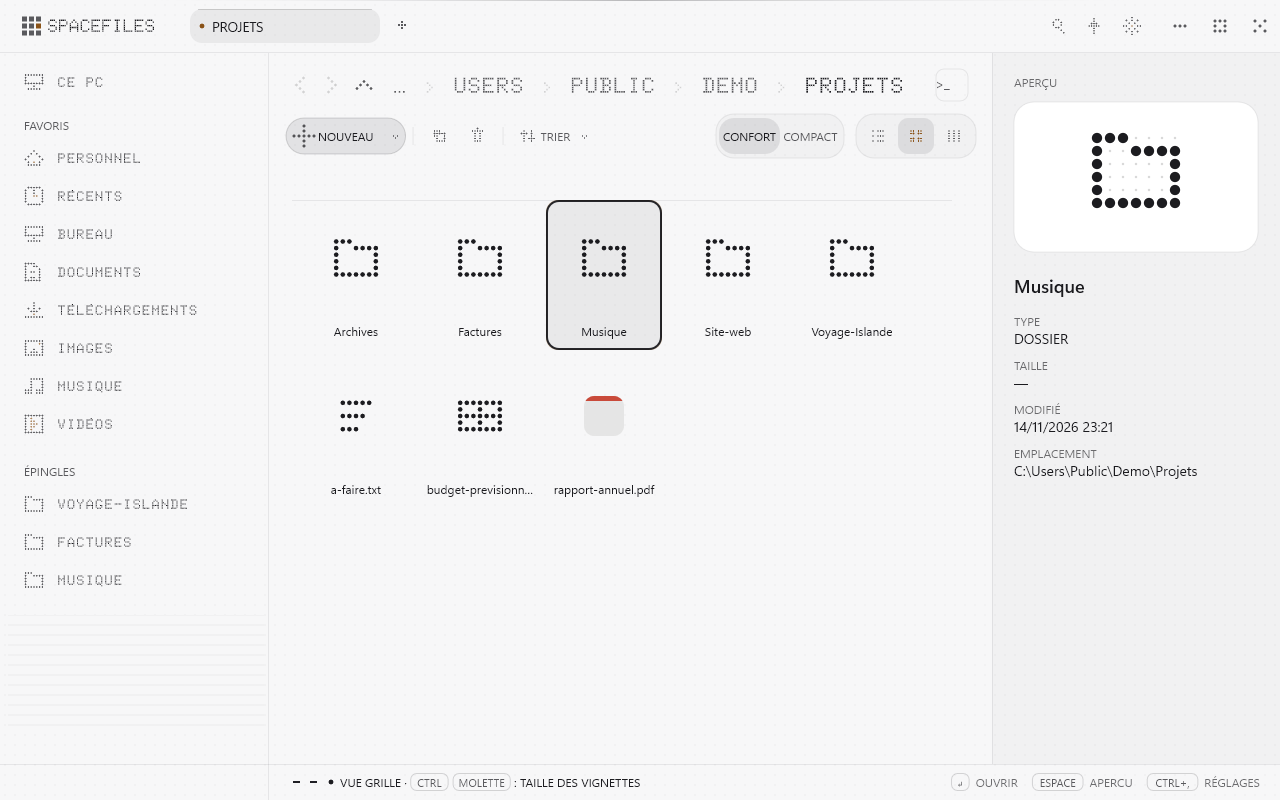 SPACEFILES
PROJETS
CE PC
FAVORIS
PERSONNEL
RÉCENTS
BUREAU
DOCUMENTS
TÉLÉCHARGEMENTS
IMAGES
MUSIQUE
VIDÉOS
ÉPINGLES
VOYAGE-ISLANDE
FACTURES
MUSIQUE
... USERS PUBLIC DEMO PROJETS >_
NOUVEAU TRIER CONFORT COMPACT
Archives Factures Musique Site-web Voyage-Islande
a-faire.txt budget-previsionn... rapport-annuel.pdf
APERÇU
Musique
TYPE
DOSSIER
TAILLE
—
MODIFIÉ
14/11/2026 23:21
EMPLACEMENT
C:\Users\Public\Demo\Projets
VUE GRILLE · CTRL MOLETTE : TAILLE DES VIGNETTES
↲ OUVRIR ESPACE APERCU CTRL+, RÉGLAGES